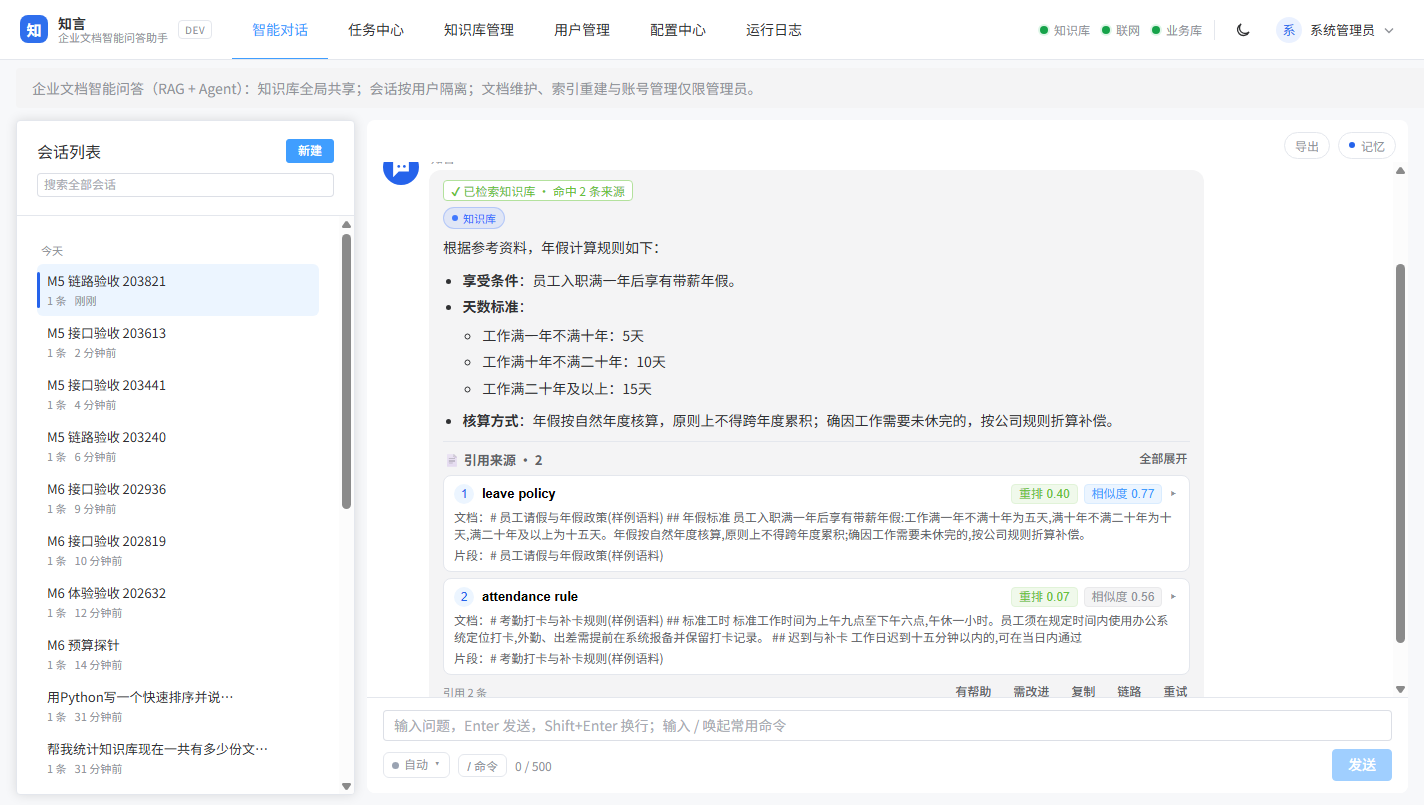 知
知言
企业文档智能问答助手
DEV
智能对话
任务中心
知识库管理
用户管理
配置中心
运行日志
知识库
联网
业务库
系
系统管理员
企业文档智能问答（RAG + Agent）：知识库全局共享；会话按用户隔离；文档维护、索引重建与账号管理仅限管理员。
会话列表
新建
搜索全部会话
今天
M5 链路验收 203821
1 条 刚刚
M5 接口验收 203613
1 条 2 分钟前
M5 接口验收 203441
1 条 4 分钟前
M5 链路验收 203240
1 条 6 分钟前
M6 接口验收 202936
1 条 9 分钟前
M6 接口验收 202819
1 条 10 分钟前
M6 体验验收 202632
1 条 12 分钟前
M6 预算探针
1 条 14 分钟前
用Python写一个快速排序并说…
1 条 31 分钟前
帮我统计知识库现在一共有多少份文…
1 条 31 分钟前
导出
记忆
✓ 已检索知识库 · 命中 2 条来源
知识库
根据参考资料，年假计算规则如下：
• 享受条件：员工入职满一年后享有带薪年假。
• 天数标准：
◦ 工作满一年不满十年：5天
◦ 工作满十年不满二十年：10天
◦ 工作满二十年及以上：15天
• 核算方式：年假按自然年度核算，原则上不得跨年度累积；确因工作需要未休完的，按公司规则折算补偿。
引用来源 · 2
全部展开
1 leave policy
重排 0.40
相似度 0.77
文档：# 员工请假与年假政策(样例语料) ## 年假标准 员工入职满一年后享有带薪年假:工作满一年不满十年为五天,满十年不满二十年为十
天,满二十年及以上为十五天。年假按自然年度核算,原则上不得跨年度累积;确因工作需要未休完的,按公司规则折算补偿。
片段：# 员工请假与年假政策(样例语料)
2 attendance rule
重排 0.07
相似度 0.56
文档：# 考勤打卡与补卡规则(样例语料) ## 标准工时 标准工作时间为上午九点至下午六点,午休一小时。员工须在规定时间内使用办公系
统定位打卡,外勤、出差需提前在系统报备并保留打卡记录。 ## 迟到与补卡 工作日迟到十五分钟以内的,可在当日内通过
片段：# 考勤打卡与补卡规则(样例语料)
引用 2 条
有帮助
需改进
复制
链路
重试
输入问题，Enter 发送，Shift+Enter 换行；输入 / 唤起常用命令
自动
/ 命令
0 / 500
发送